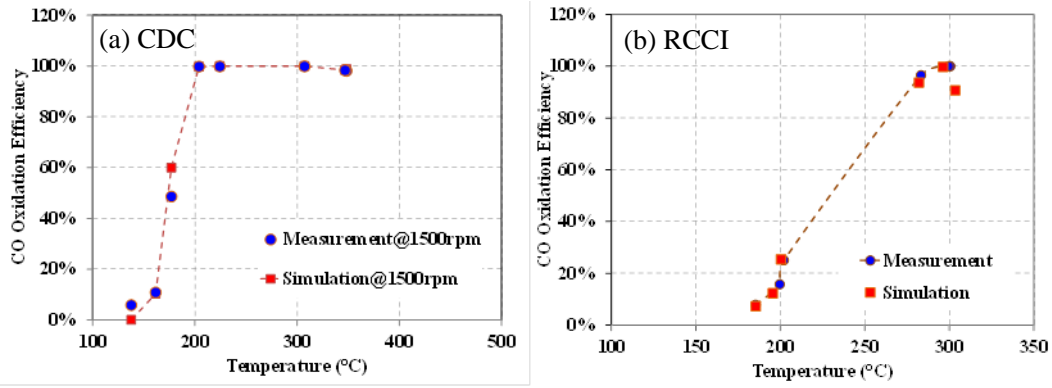 (a) CDC
CO Oxidation Efficiency
120%
100%
80%
60%
40%
20%
0%
100 200 300 400 500
Temperature (°C)
Measurement@1500rpm
Simulation@1500rpm
(b) RCCI
CO Oxidation Efficiency
120%
100%
80%
60%
40%
20%
0%
100 150 200 250 300 350
Temperature (°C)
Measurement
Simulation